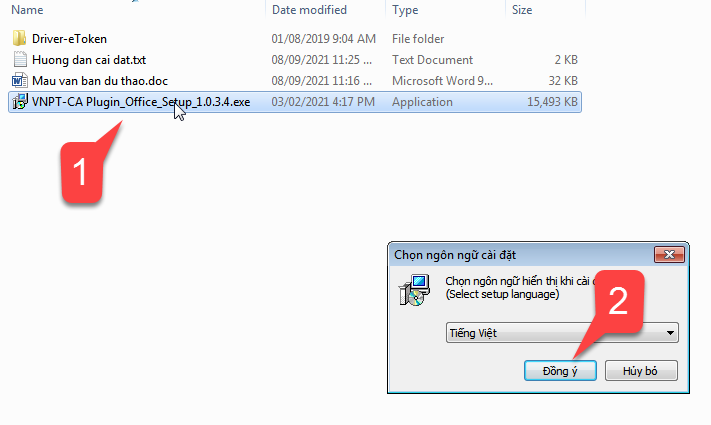 Name Date modified Type Size
Driver-eToken 01/08/2019 9:04 AM File folder
Huong dan cai dat.txt 08/09/2021 11:25 ... Text Document 2 KB
Mau van ban du thao.doc 08/09/2021 11:16 ... Microsoft Word 9... 32 KB
VNPT-CA Plugin_Office_Setup_1.0.3.4.exe 03/02/2021 4:17 PM Application 15,493 KB
1
Chọn ngôn ngữ cài đặt
Chọn ngôn ngữ hiển thị khi cài
(Select setup language)
2
Tiếng Việt
Đồng ý Hủy bỏ